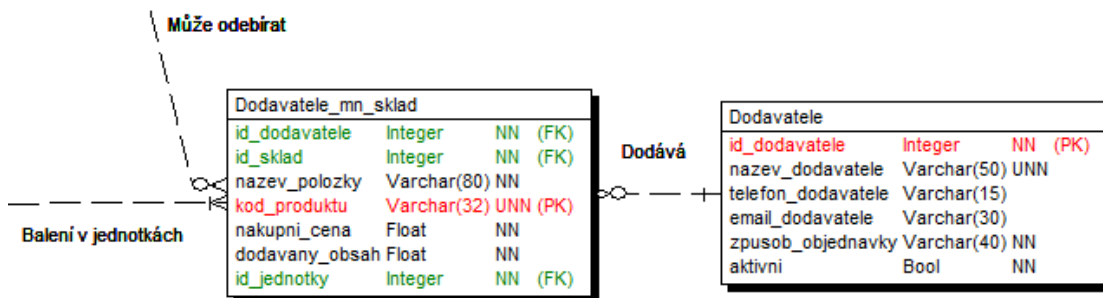 Může odebírat
Dodavatele_mn_sklad
id_dodavatele Integer NN (FK)
id_sklad Integer NN (FK)
nazev_polozky Varchar(80) NN
kod_produktu Varchar(32) UNN (PK)
nakupni_cena Float NN
dodavany_obsah Float NN
id_jednotky Integer NN (FK)
Balení v jednotkách
Dodává
Dodavatele
id_dodavatele Integer NN (PK)
nazev_dodavatele Varchar(50) UNN
telefon_dodavatele Varchar(15)
email_dodavatele Varchar(30)
zpusob_objednavky Varchar(40) NN
aktivni Bool NN